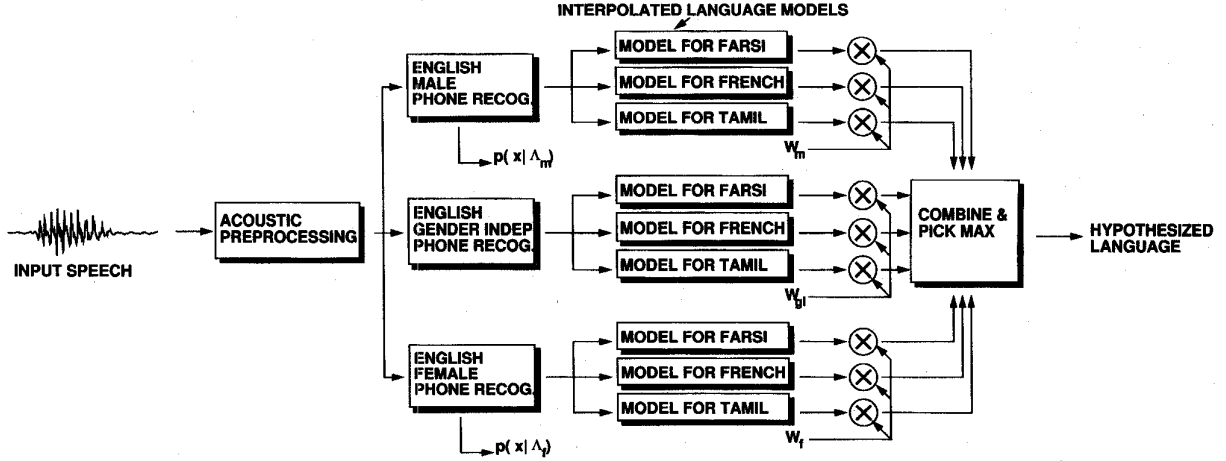 INTERPOLATED LANGUAGE MODELS
INPUT SPEECH
ACOUSTIC
PREPROCESSING
ENGLISH
MALE
PHONE RECOG.
p( x| Λm)
MODEL FOR FARSI
MODEL FOR FRENCH
MODEL FOR TAMIL
Wm
ENGLISH
GENDER INDEP
PHONE RECOG.
MODEL FOR FARSI
MODEL FOR FRENCH
MODEL FOR TAMIL
WgI
ENGLISH
FEMALE
PHONE RECOG.
p( x| Λf)
MODEL FOR FARSI
MODEL FOR FRENCH
MODEL FOR TAMIL
Wf
COMBINE &
PICK MAX
HYPOTHESIZED
LANGUAGE